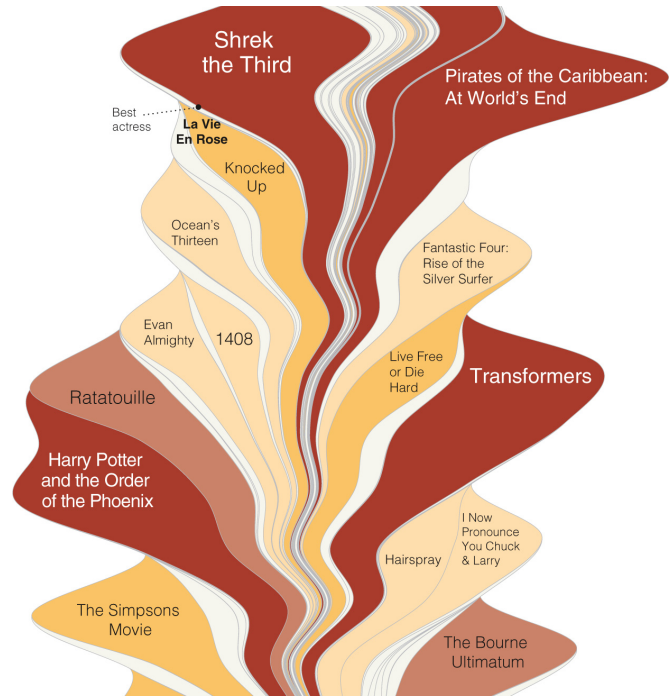 Shrek
the Third
Pirates of the Caribbean:
At World's End
Best
actress
La Vie
En Rose
Knocked
Up
Ocean's
Thirteen
Fantastic Four:
Rise of the
Silver Surfer
Evan
Almighty
1408
Live Free
or Die
Hard
Transformers
Ratatouille
Harry Potter
and the Order
of the Phoenix
I Now
Pronounce
You Chuck
& Larry
Hairspray
The Simpsons
Movie
The Bourne
Ultimatum